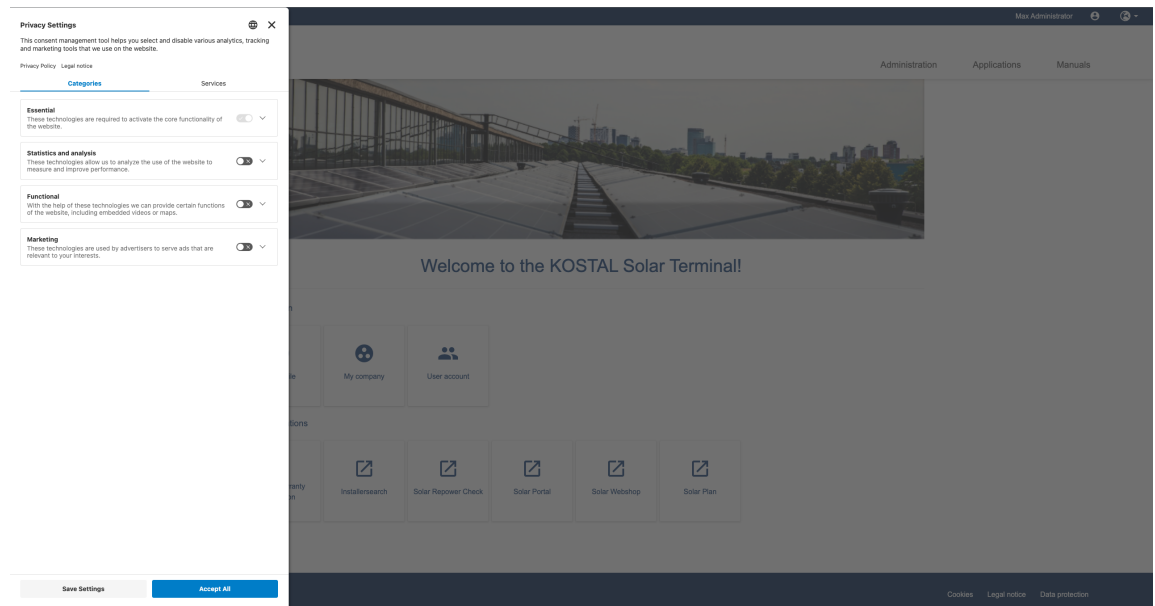 Privacy Settings
This consent management tool helps you select and disable various analytics, tracking
and marketing tools that we use on the website.
Privacy Policy Legal notice
Categories Services
Essential
These technologies are required to activate the core functionality of
the website.
Statistics and analysis
These technologies allow us to analyze the use of the website to
measure and improve performance.
Functional
With the help of these technologies we can provide certain functions
of the website, including embedded videos or maps.
Marketing
These technologies are used by advertisers to serve ads that are
relevant to your interests.
Save Settings Accept All
Max Administrator
Administration Applications Manuals
Welcome to the KOSTAL Solar Terminal!
My company User account
Installersearch Solar Repower Check Solar Portal Solar Webshop Solar Plan
Cookies Legal notice Data protection